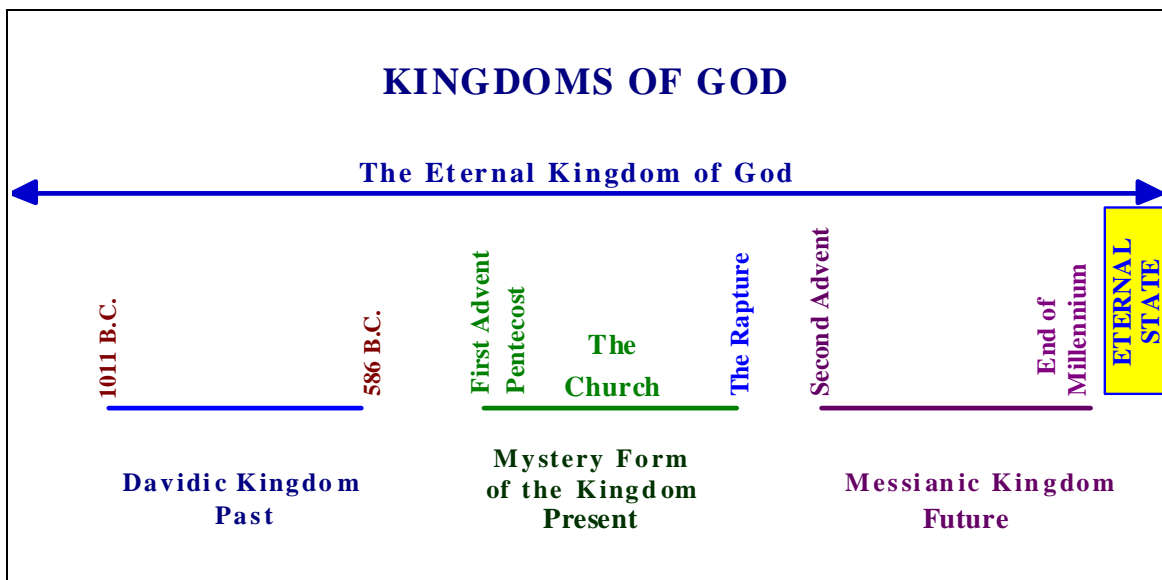 KINGDOMS OF GOD
The Eternal Kingdom of God
1011 B.C.
586 B.C.
First Advent
Pentecost
The
Church
The Rapture
Second Advent
End of
Millennium
ETERNAL
STATE
Davidic Kingdom
Past
Mystery Form
of the Kingdom
Present
Messianic Kingdom
Future